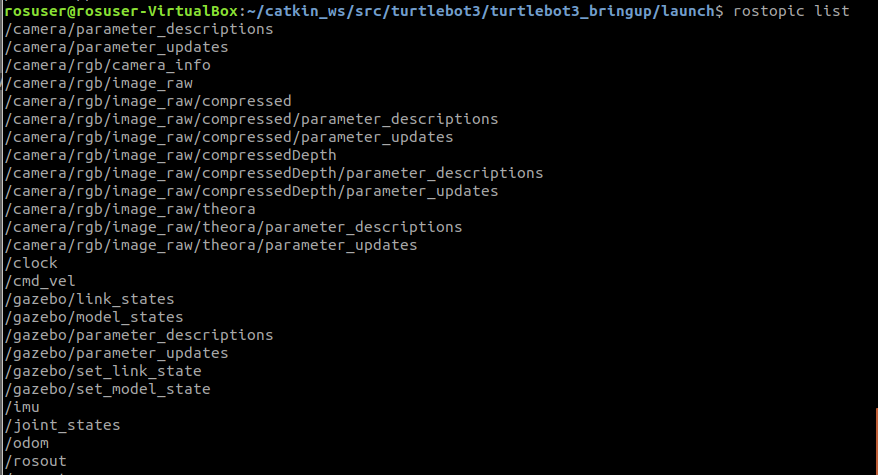 rosuser@rosuser-VirtualBox:~/catkin_ws/src/turtlebot3/turtlebot3_bringup/launch$ rostopic list
/camera/parameter_descriptions
/camera/parameter_updates
/camera/rgb/camera_info
/camera/rgb/image_raw
/camera/rgb/image_raw/compressed
/camera/rgb/image_raw/compressed/parameter_descriptions
/camera/rgb/image_raw/compressed/parameter_updates
/camera/rgb/image_raw/compressedDepth
/camera/rgb/image_raw/compressedDepth/parameter_descriptions
/camera/rgb/image_raw/compressedDepth/parameter_updates
/camera/rgb/image_raw/theora
/camera/rgb/image_raw/theora/parameter_descriptions
/camera/rgb/image_raw/theora/parameter_updates
/clock
/cmd_vel
/gazebo/link_states
/gazebo/model_states
/gazebo/parameter_descriptions
/gazebo/parameter_updates
/gazebo/set_link_state
/gazebo/set_model_state
/imu
/joint_states
/odom
/rosout